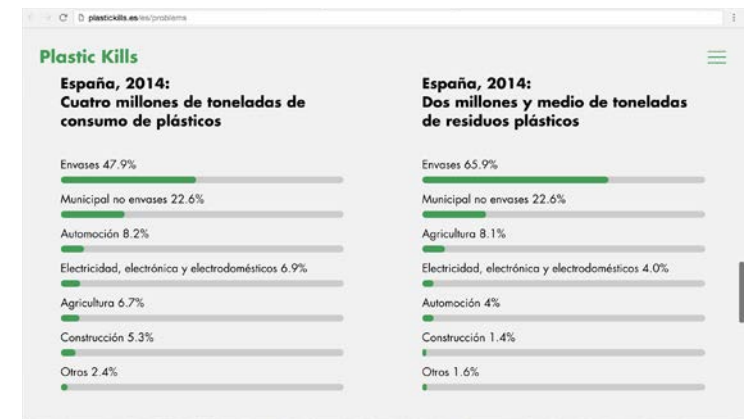 plastickills.es/es/problems
Plastic Kills
España, 2014:
Cuatro millones de toneladas de
consumo de plásticos
Envases 47.9%
Municipal no envases 22.6%
Automoción 8.2%
Electricidad, electrónica y electrodomésticos 6.9%
Agricultura 6.7%
Construcción 5.3%
Otros 2.4%
España, 2014:
Dos millones y medio de toneladas
de residuos plásticos
Envases 65.9%
Municipal no envases 22.6%
Agricultura 8.1%
Electricidad, electrónica y electrodomésticos 4.0%
Automoción 4%
Construcción 1.4%
Otros 1.6%